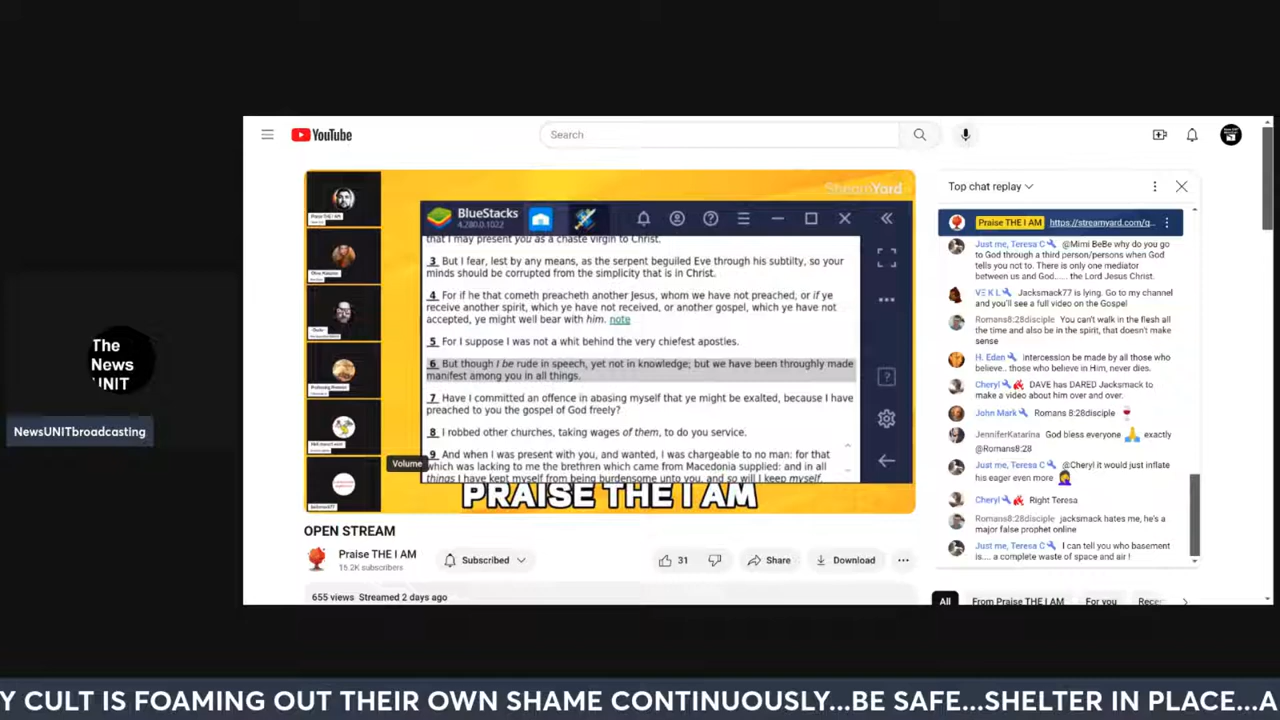 YouTube
Search
StreamYard
BlueStacks
4.280.0.1022
that I may present you as a chaste virgin to Christ.
3 But I fear, lest by any means, as the serpent beguiled Eve through his subtilty, so your
minds should be corrupted from the simplicity that is in Christ.
4 For if he that cometh preacheth another Jesus, whom we have not preached, or if ye
receive another spirit, which ye have not received, or another gospel, which ye have not
accepted, ye might well bear with him. note
5 For I suppose I was not a whit behind the very chiefest apostles.
6 But though I be rude in speech, yet not in knowledge; but we have been throughly made
manifest among you in all things.
7 Have I committed an offence in abasing myself that ye might be exalted, because I have
preached to you the gospel of God freely?
8 I robbed other churches, taking wages of them, to do you service.
9 And when I was present with you, and wanted, I was chargeable to no man: for that
which was lacking to me the brethren which came from Macedonia supplied: and in all
things I have kept myself from being burdensome unto you, and so will I keep myself.
Volume
PRAISE THE I AM
OPEN STREAM
Praise THE I AM
15.2K subscribers
Subscribed
31
Share
Download
655 views Streamed 2 days ago
Top chat replay
Praise THE I AM https://streamyard.com/q...
Just me, Teresa C @Mimi BeBe why do you go
to God through a third person/persons when God
tells you not to. There is only one mediator
between us and God..... the Lord Jesus Christ.
V Ξ K L Jacksmack77 is lying. Go to my channel
and you'll see a full video on the Gospel
Romans8:28disciple You can't walk in the flesh all
the time and also be in the spirit, that doesn't make
sense
H. Eden intercession be made by all those who
believe.. those who believe in Him, never dies.
Cheryl DAVE has DARED Jacksmack to
make a video about him over and over.
John Mark Romans 8:28disciple
JenniferKatarina God bless everyone exactly
@Romans8:28
Just me, Teresa C @Cheryl it would just inflate
his eager even more
Cheryl Right Teresa
Romans8:28disciple jacksmack hates me, he's a
major false prophet online
Just me, Teresa C I can tell you who basement
is.... a complete waste of space and air !
All From Praise THE I AM For you Rece
The
News
UNIT
NewsUNITbroadcasting
Y CULT IS FOAMING OUT THEIR OWN SHAME CONTINUOUSLY...BE SAFE...SHELTER IN PLACE...A